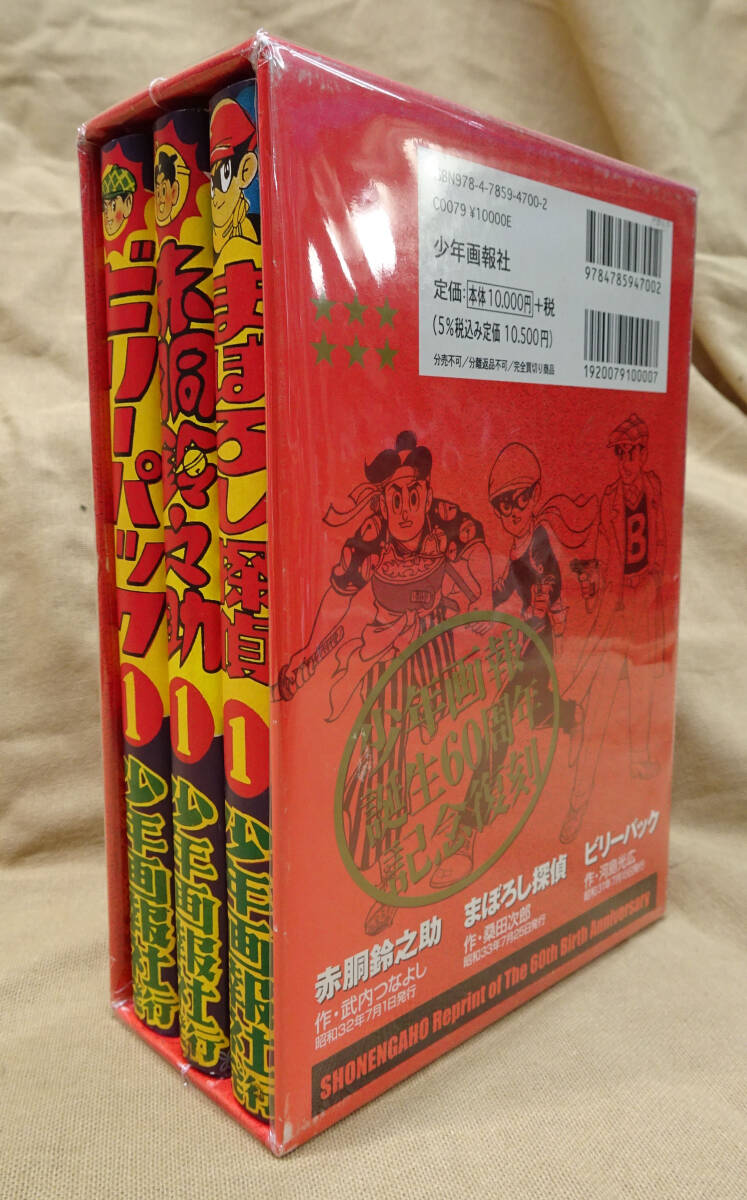 ビリーパック
1
少年画報社発行
赤胴鈴之助
1
少年画報社発行
まぼろし探偵
1
少年画報社発行
ISBN978-4-7859-4700-2
C0079 ¥10000E
少年画報社
定価:本体10.000円+税
(5%税込み定価 10.500円)
分売不可/分離返品不可/完全買切り商品
9784785947002
1920079100007
B
少年画報
誕生60周年
記念復刻
赤胴鈴之助
作・武内つなよし
昭和32年7月1日発行
まぼろし探偵
作・桑田次郎
昭和33年7月25日発行
ビリーパック
作・河島光広
SHONENGAHO Reprint of The 60th Birth Anniversary